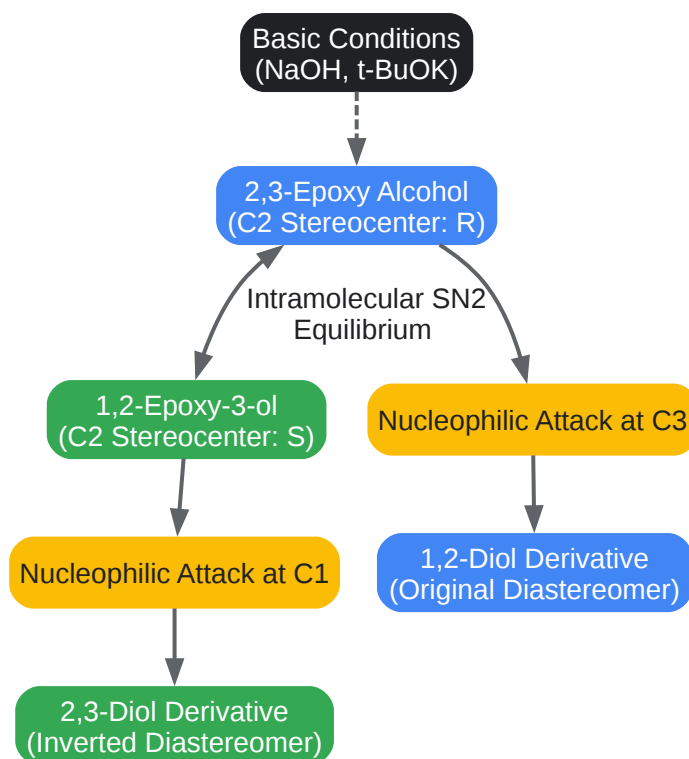 Basic Conditions
(NaOH, t-BuOK)
2,3-Epoxy Alcohol
(C2 Stereocenter: R)
Intramolecular SN2
Equilibrium
1,2-Epoxy-3-ol
(C2 Stereocenter: S)
Nucleophilic Attack at C3
Nucleophilic Attack at C1
1,2-Diol Derivative
(Original Diastereomer)
2,3-Diol Derivative
(Inverted Diastereomer)